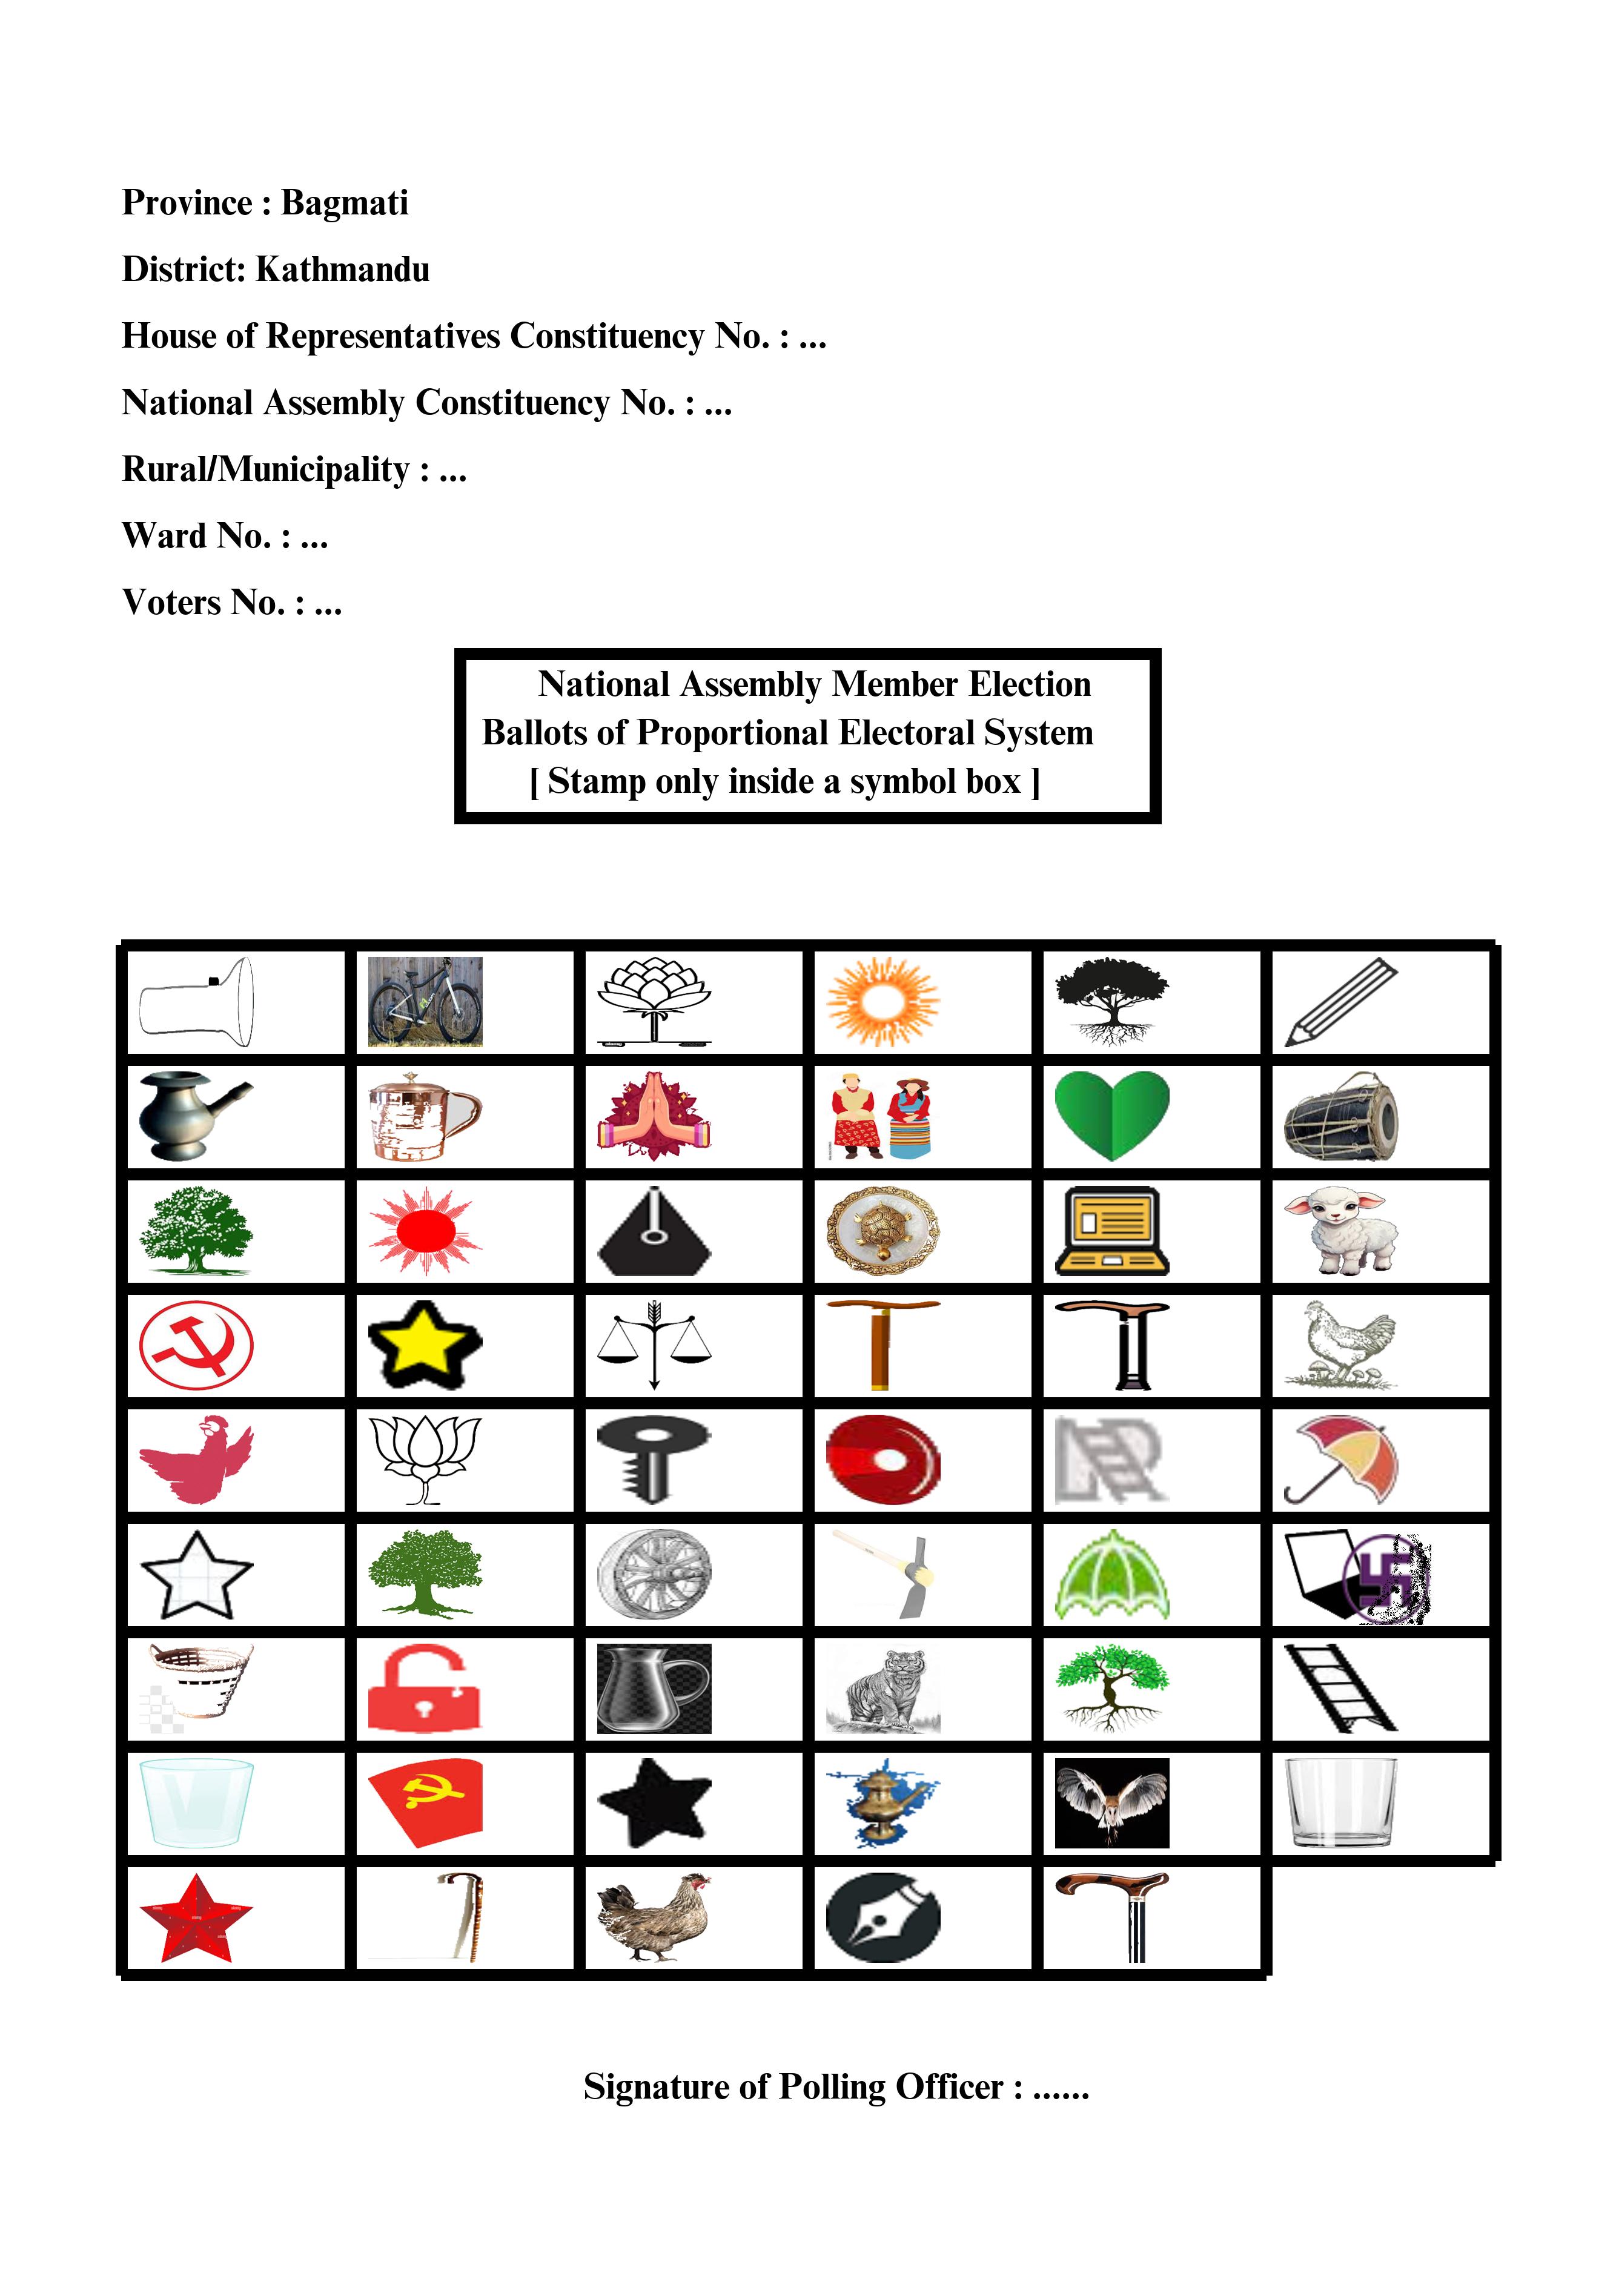 Province : Bagmati
District: Kathmandu
House of Representatives Constituency No. : ...
National Assembly Constituency No. : ...
Rural/Municipality : ...
Ward No. : ...
Voters No. : ...
National Assembly Member Election
Ballots of Proportional Electoral System
[ Stamp only inside a symbol box ]
Signature of Polling Officer : ......